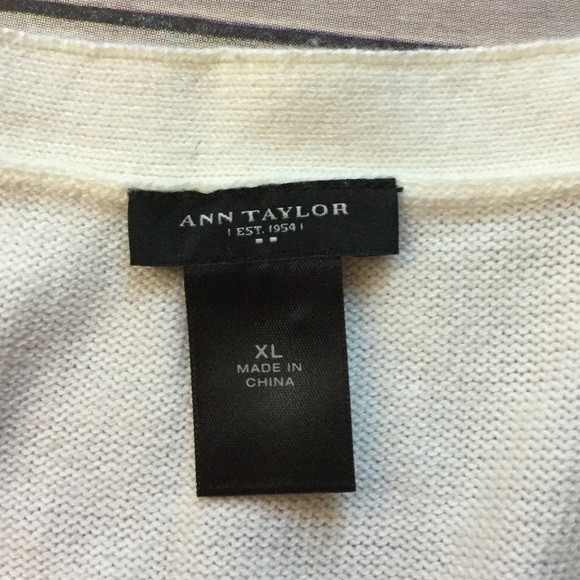 ANN TAYLOR
| EST. 1954 |
XL
MADE IN
CHINA